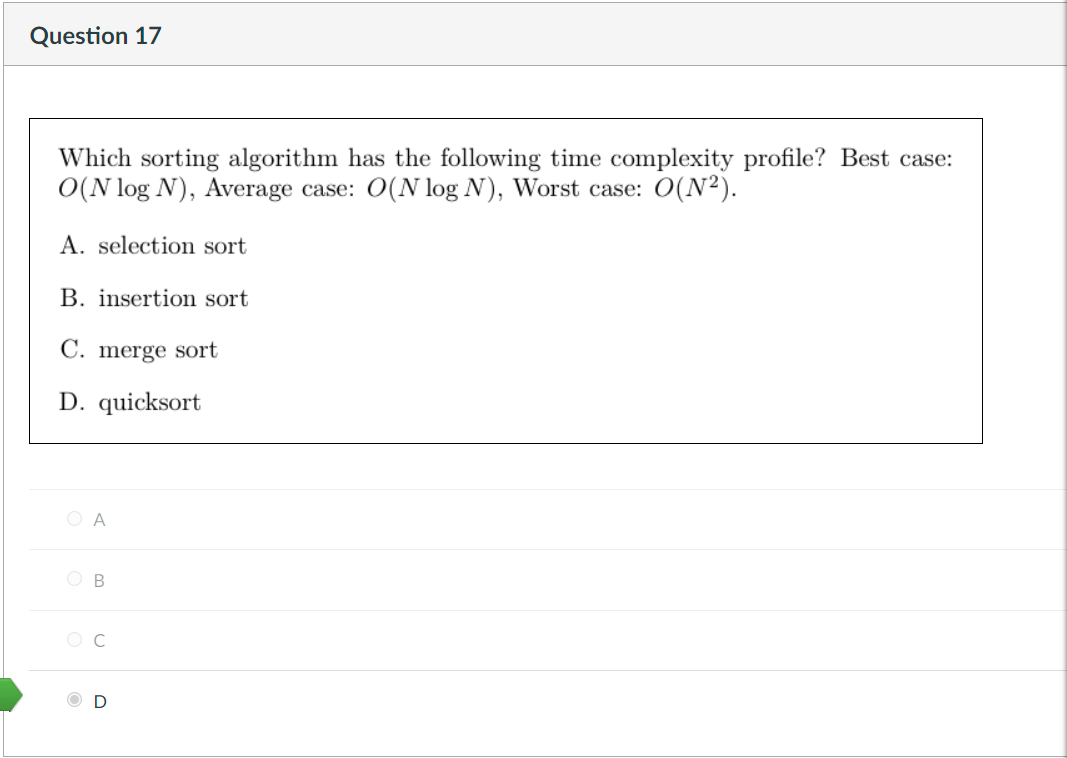 Question 17
Which sorting algorithm has the following time complexity profile? Best case:
O(N log N), Average case: O(N log N), Worst case: O(N²).
A. selection sort
B. insertion sort
C. merge sort
D. quicksort
A
B
C
D